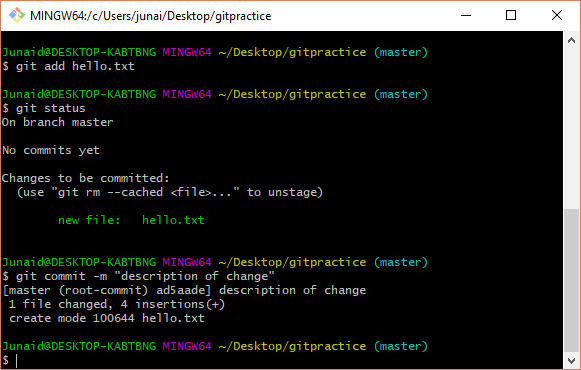 MINGW64:/c/Users/junai/Desktop/gitpractice
Junaid@DESKTOP-KABTBNG MINGW64 ~/Desktop/gitpractice (master)
$ git add hello.txt
Junaid@DESKTOP-KABTBNG MINGW64 ~/Desktop/gitpractice (master)
$ git status
On branch master
No commits yet
Changes to be committed:
  (use "git rm --cached <file>..." to unstage)
        new file:   hello.txt
Junaid@DESKTOP-KABTBNG MINGW64 ~/Desktop/gitpractice (master)
$ git commit -m "description of change"
[master (root-commit) ad5aade] description of change
 1 file changed, 4 insertions(+)
 create mode 100644 hello.txt
Junaid@DESKTOP-KABTBNG MINGW64 ~/Desktop/gitpractice (master)
$